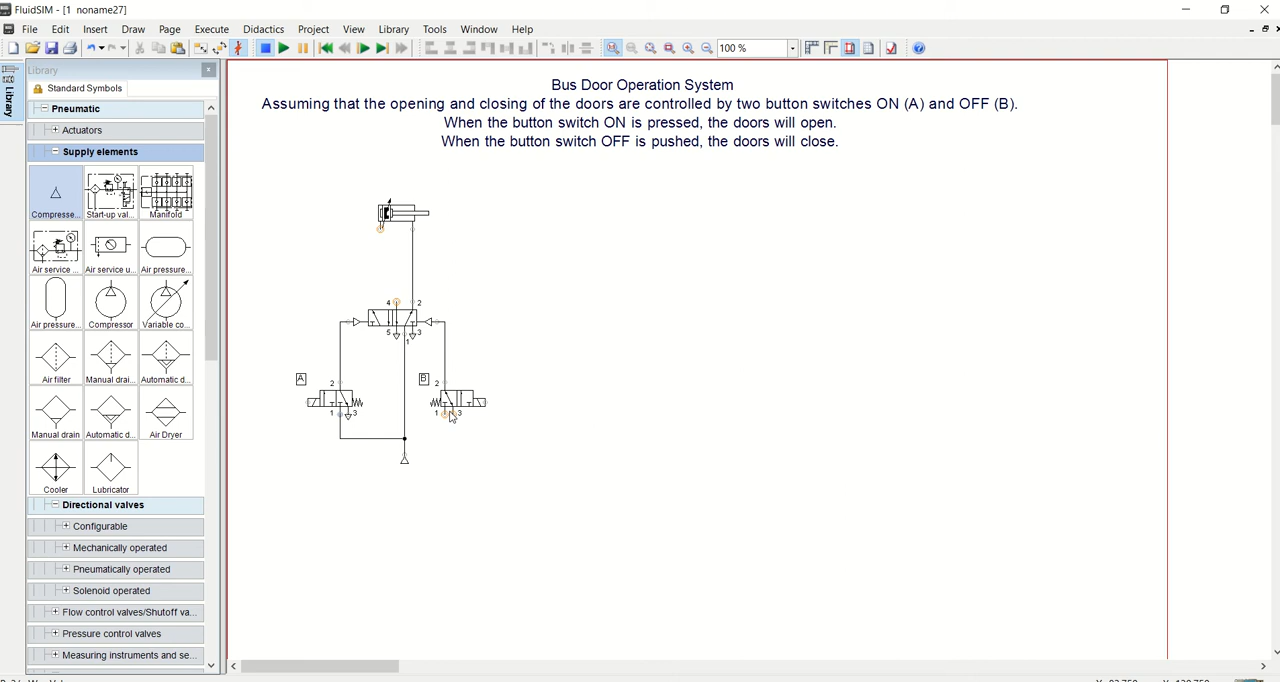 FluidSIM - [1 noname27]
File Edit Insert Draw Page Execute Didactics Project View Library Tools Window Help
100 %
Library
Library
Standard Symbols
Pneumatic
Actuators
Supply elements
Compresse... Start-up val... Manifold
Air service ... Air service u... Air pressure...
Air pressure... Compressor Variable co...
Air filter Manual drai... Automatic d...
Manual drain Automatic d... Air Dryer
Cooler Lubricator
Directional valves
Configurable
Mechanically operated
Pneumatically operated
Solenoid operated
Flow control valves/Shutoff va...
Pressure control valves
Measuring instruments and se...
Bus Door Operation System
Assuming that the opening and closing of the doors are controlled by two button switches ON (A) and OFF (B).
When the button switch ON is pressed, the doors will open.
When the button switch OFF is pushed, the doors will close.
4 2
5 3
1
A 2 B 2
1 3 1 3